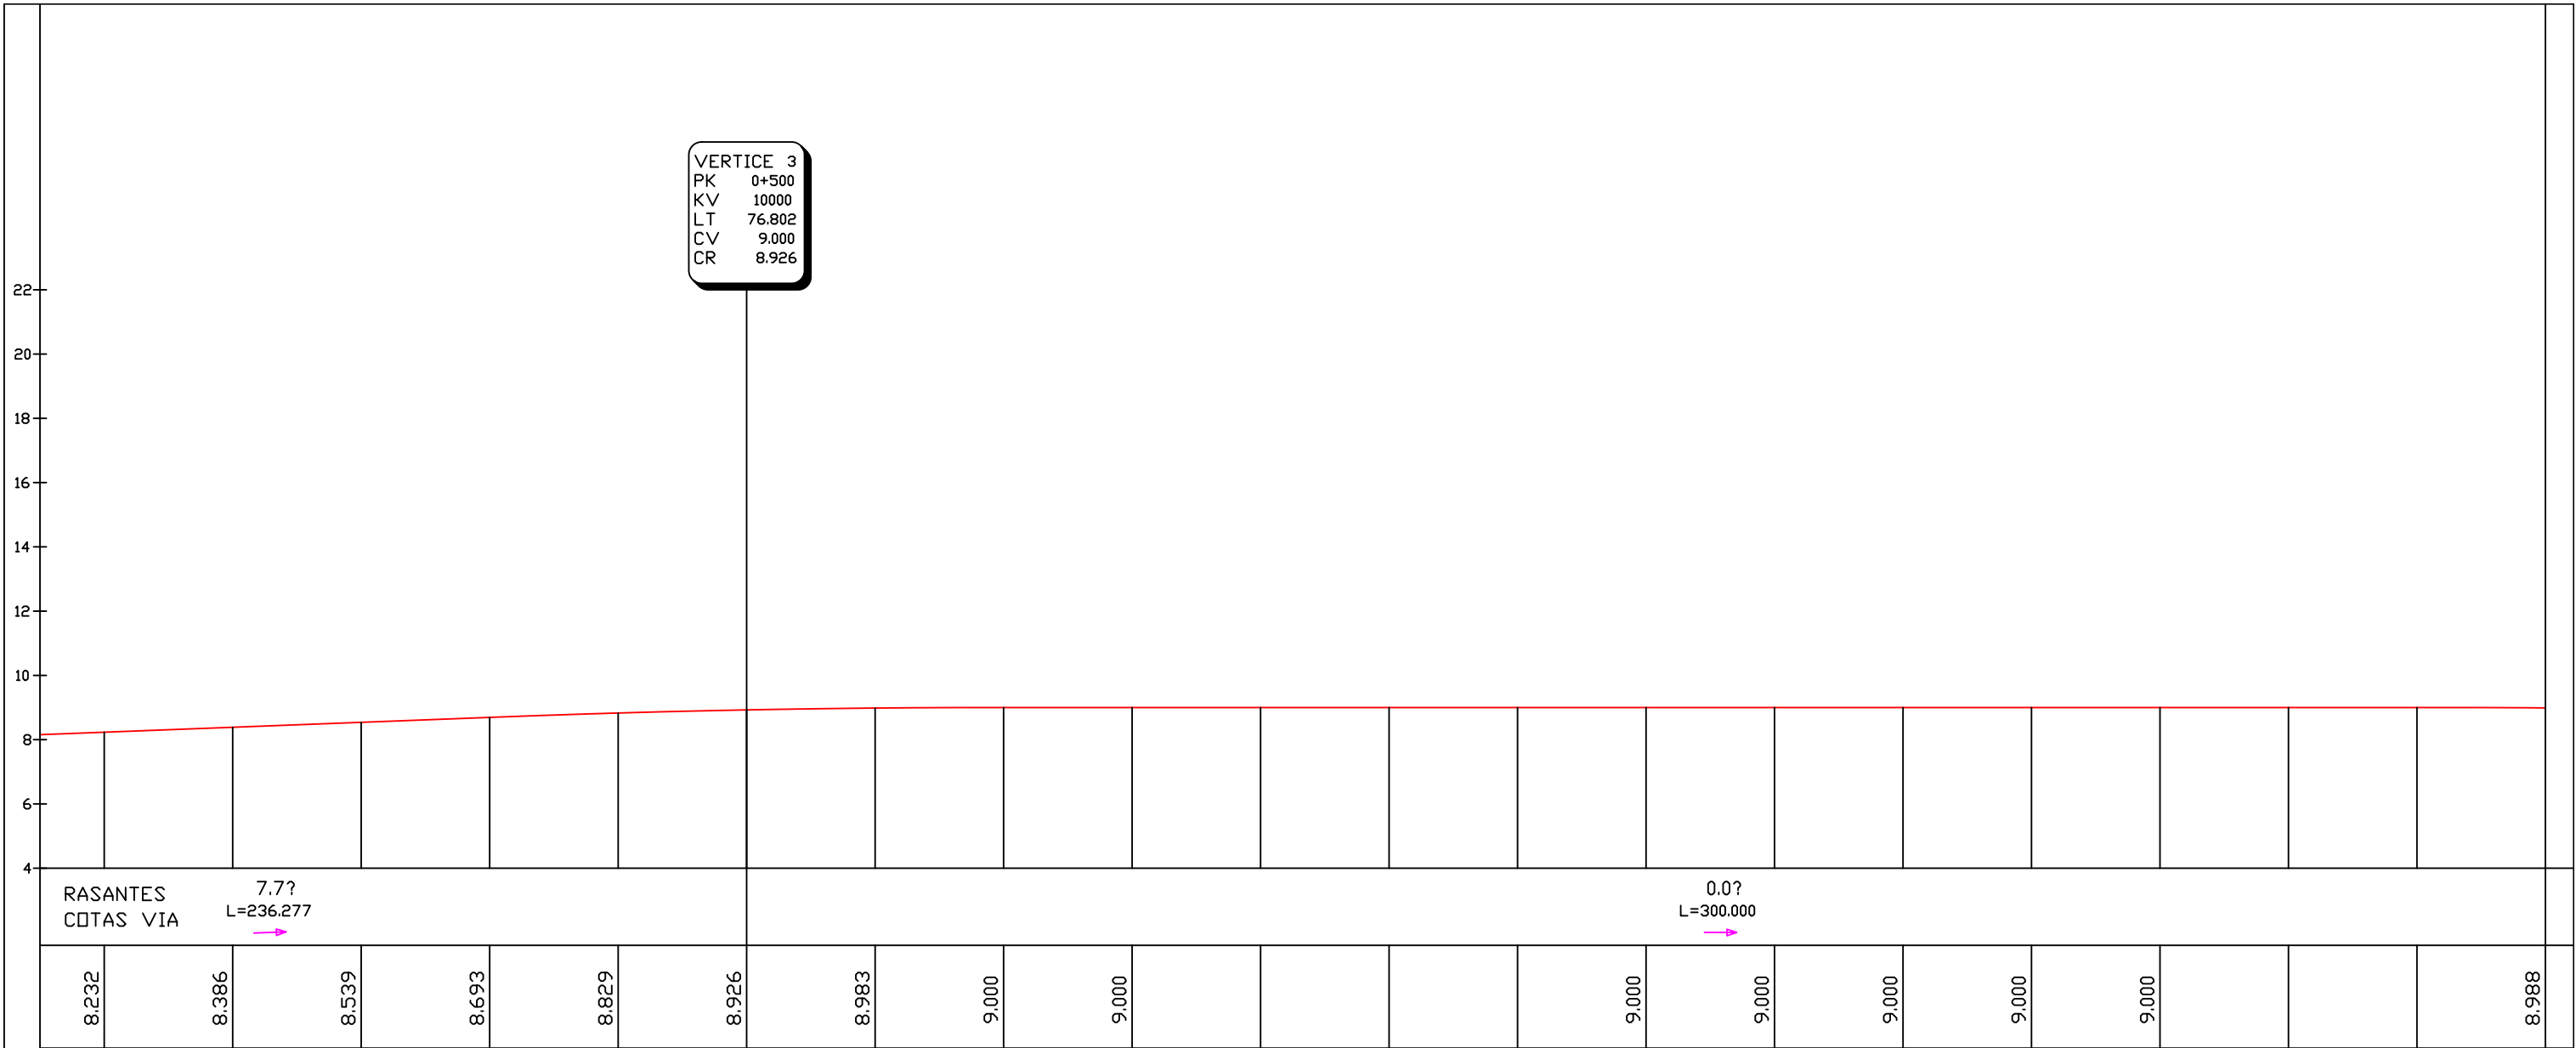 VERTICE 3
PK 0+500
KV 10000
LT 76.802
CV 9.000
CR 8.926
22
20
18
16
14
12
10
8
6
4
RASANTES 7.7? 0.0?
COTAS VIA L=236.277 L=300.000
8.232 8.386 8.539 8.693 8.829 8.926 8.983 9.000 9.000 9.000 9.000 9.000 9.000 9.000 8.988